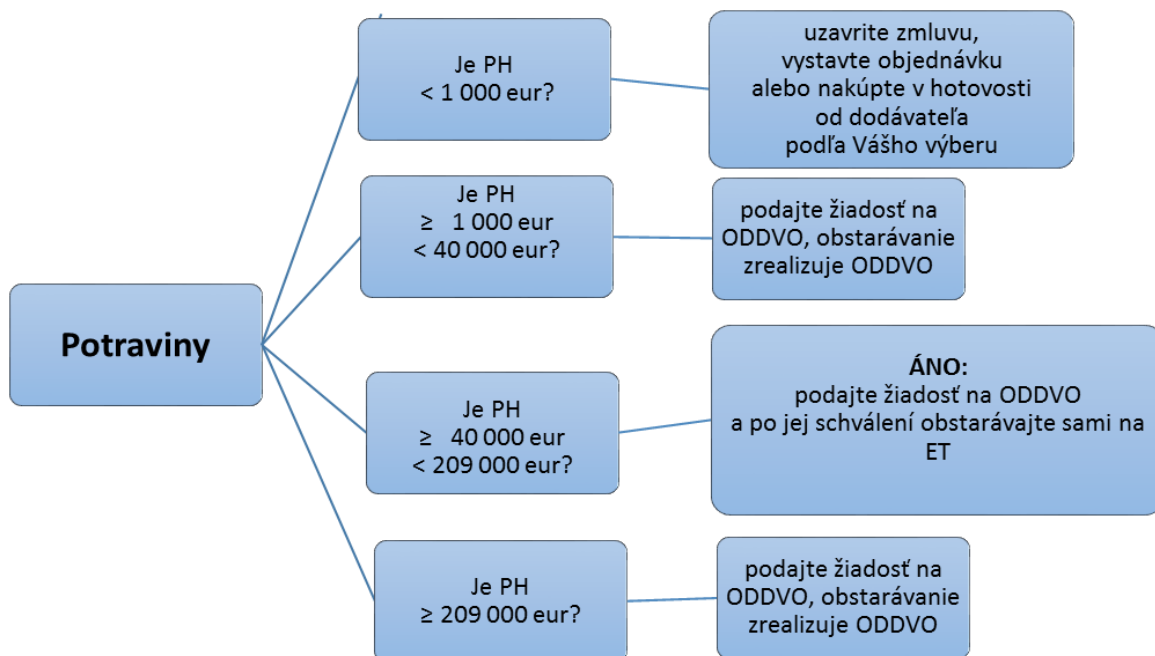 Je PH
< 1 000 eur?
uzavrite zmluvu,
vystavte objednávku
alebo nakúpte v hotovosti
od dodávateľa
podľa Vášho výberu
Je PH
≥ 1 000 eur
< 40 000 eur?
podajte žiadosť na
ODDVO, obstarávanie
zrealizuje ODDVO
Potraviny
Je PH
≥ 40 000 eur
< 209 000 eur?
ÁNO:
podajte žiadosť na ODDVO
a po jej schválení obstarávajte sami na
ET
Je PH
≥ 209 000 eur?
podajte žiadosť na
ODDVO, obstarávanie
zrealizuje ODDVO